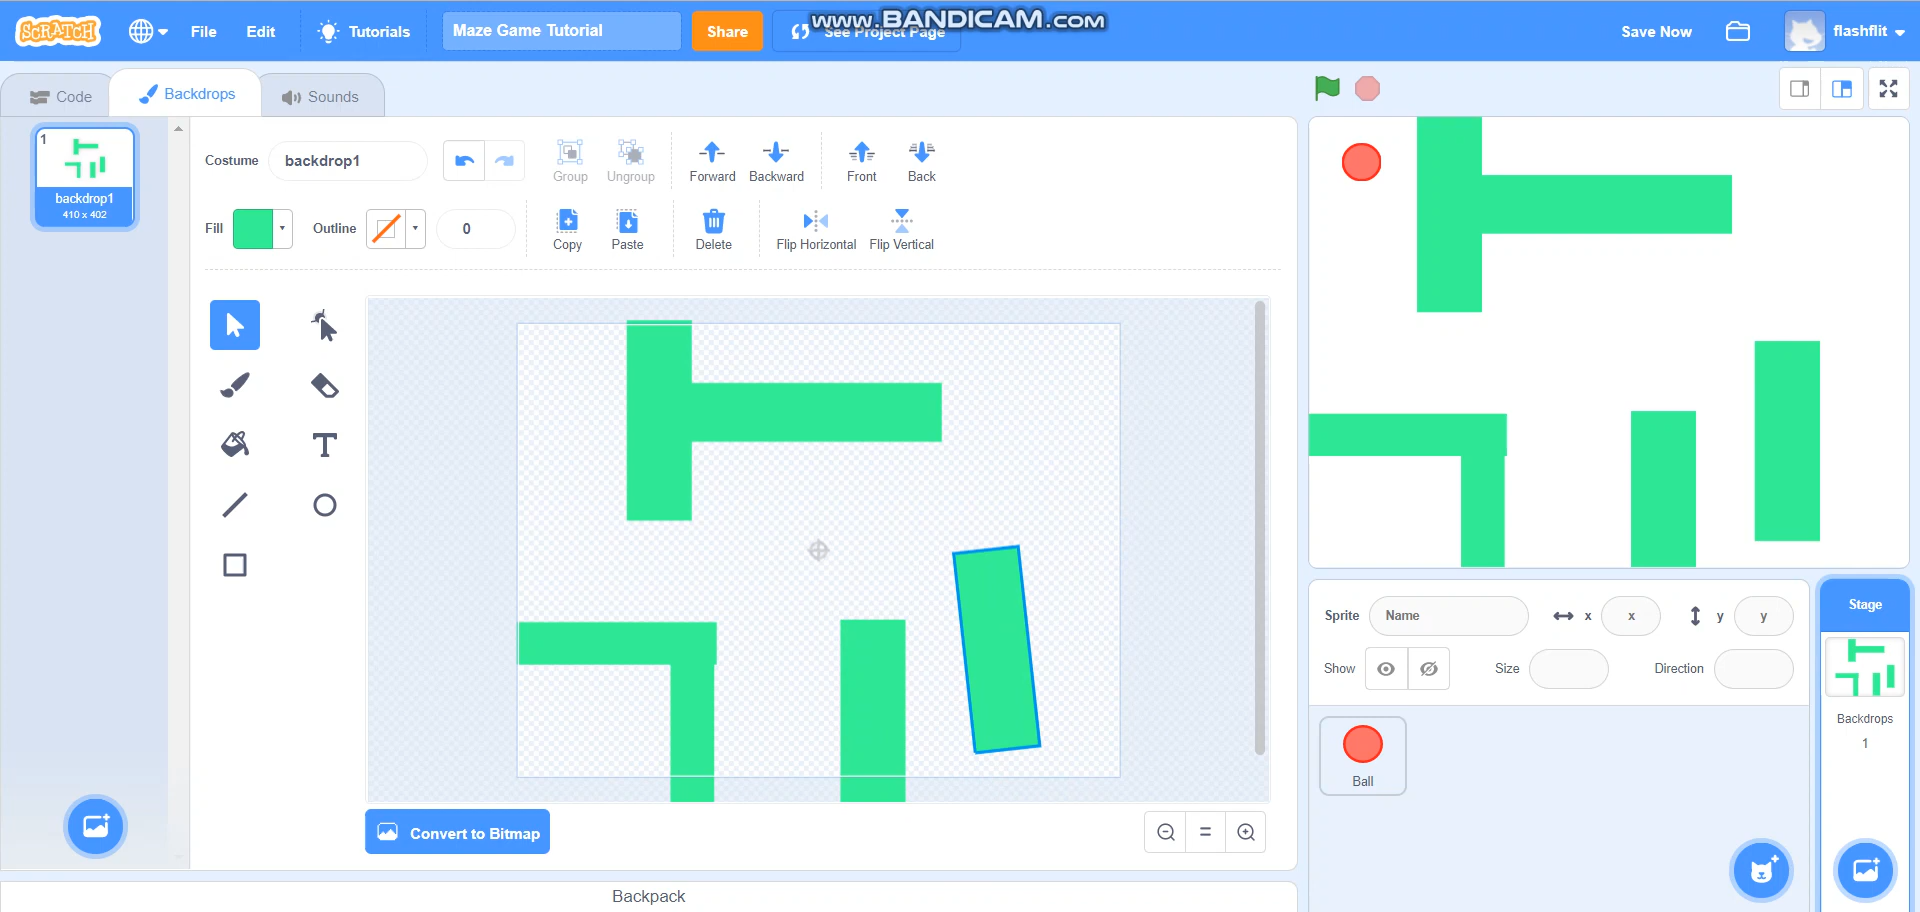 SCRATCH File Edit Tutorials Maze Game Tutorial Share See Project Page Save Now flashflit
www.BANDICAM.com
Code Backdrops Sounds
1
backdrop1
410 x 402
Costume backdrop1 Group Ungroup Forward Backward Front Back
Fill Outline 0 Copy Paste Delete Flip Horizontal Flip Vertical
T
Convert to Bitmap
Backpack
Sprite Name x x y y
Show Size Direction
Ball
Stage
Backdrops
1